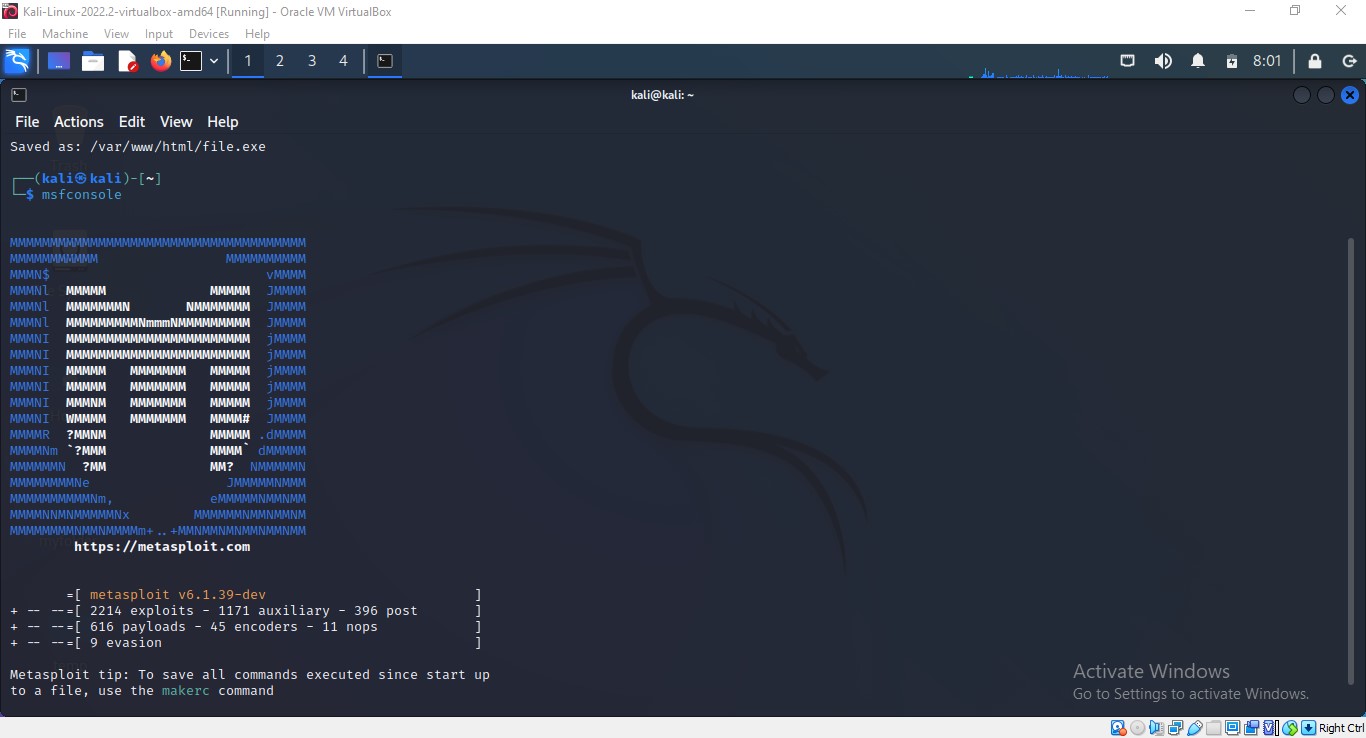 Kali-Linux-2022.2-virtualbox-amd64 [Running] - Oracle VM VirtualBox
File Machine View Input Devices Help
1 2 3 4 8:01
kali@kali: ~
File Actions Edit View Help
Saved as: /var/www/html/file.exe
┌──(kali㉿kali)-[~]
└─$ msfconsole
MMMMMMMMMMMMMMMMMMMMMMMMMMMMMMMMMMMMM
MMMMMMMMMMM                MMMMMMMMMM
MMMN$                           vMMMM
MMMNl  MMMMM             MMMMM  JMMMM
MMMNl  MMMMMMMN       NMMMMMMM  JMMMM
MMMNl  MMMMMMMMMNmmmNMMMMMMMMM  JMMMM
MMMNI  MMMMMMMMMMMMMMMMMMMMMMM  jMMMM
MMMNI  MMMMMMMMMMMMMMMMMMMMMMM  jMMMM
MMMNI  MMMMM   MMMMMMM   MMMMM  jMMMM
MMMNI  MMMMM   MMMMMMM   MMMMM  jMMMM
MMMNI  MMMNM   MMMMMMM   MMMMM  jMMMM
MMMNI  WMMMM   MMMMMMM   MMMM#  JMMMM
MMMMR  ?MMNM             MMMMM .dMMMM
MMMMNm `?MMM             MMMM` dMMMMM
MMMMMMN  ?MM             MM?  NMMMMMN
MMMMMMMMNe                 JMMMMMNMMM
MMMMMMMMMMNm,            eMMMMMNMMNMM
MMMMNNMNMMMMMNx        MMMMMMNMMNMMNM
MMMMMMMMNMMNMMMMm+..+MMNMMNMNMMNMMNMM
https://metasploit.com
=[ metasploit v6.1.39-dev ]
+ -- --=[ 2214 exploits - 1171 auxiliary - 396 post ]
+ -- --=[ 616 payloads - 45 encoders - 11 nops ]
+ -- --=[ 9 evasion ]
Metasploit tip: To save all commands executed since start up
to a file, use the makerc command
Activate Windows
Go to Settings to activate Windows.
Right Ctrl